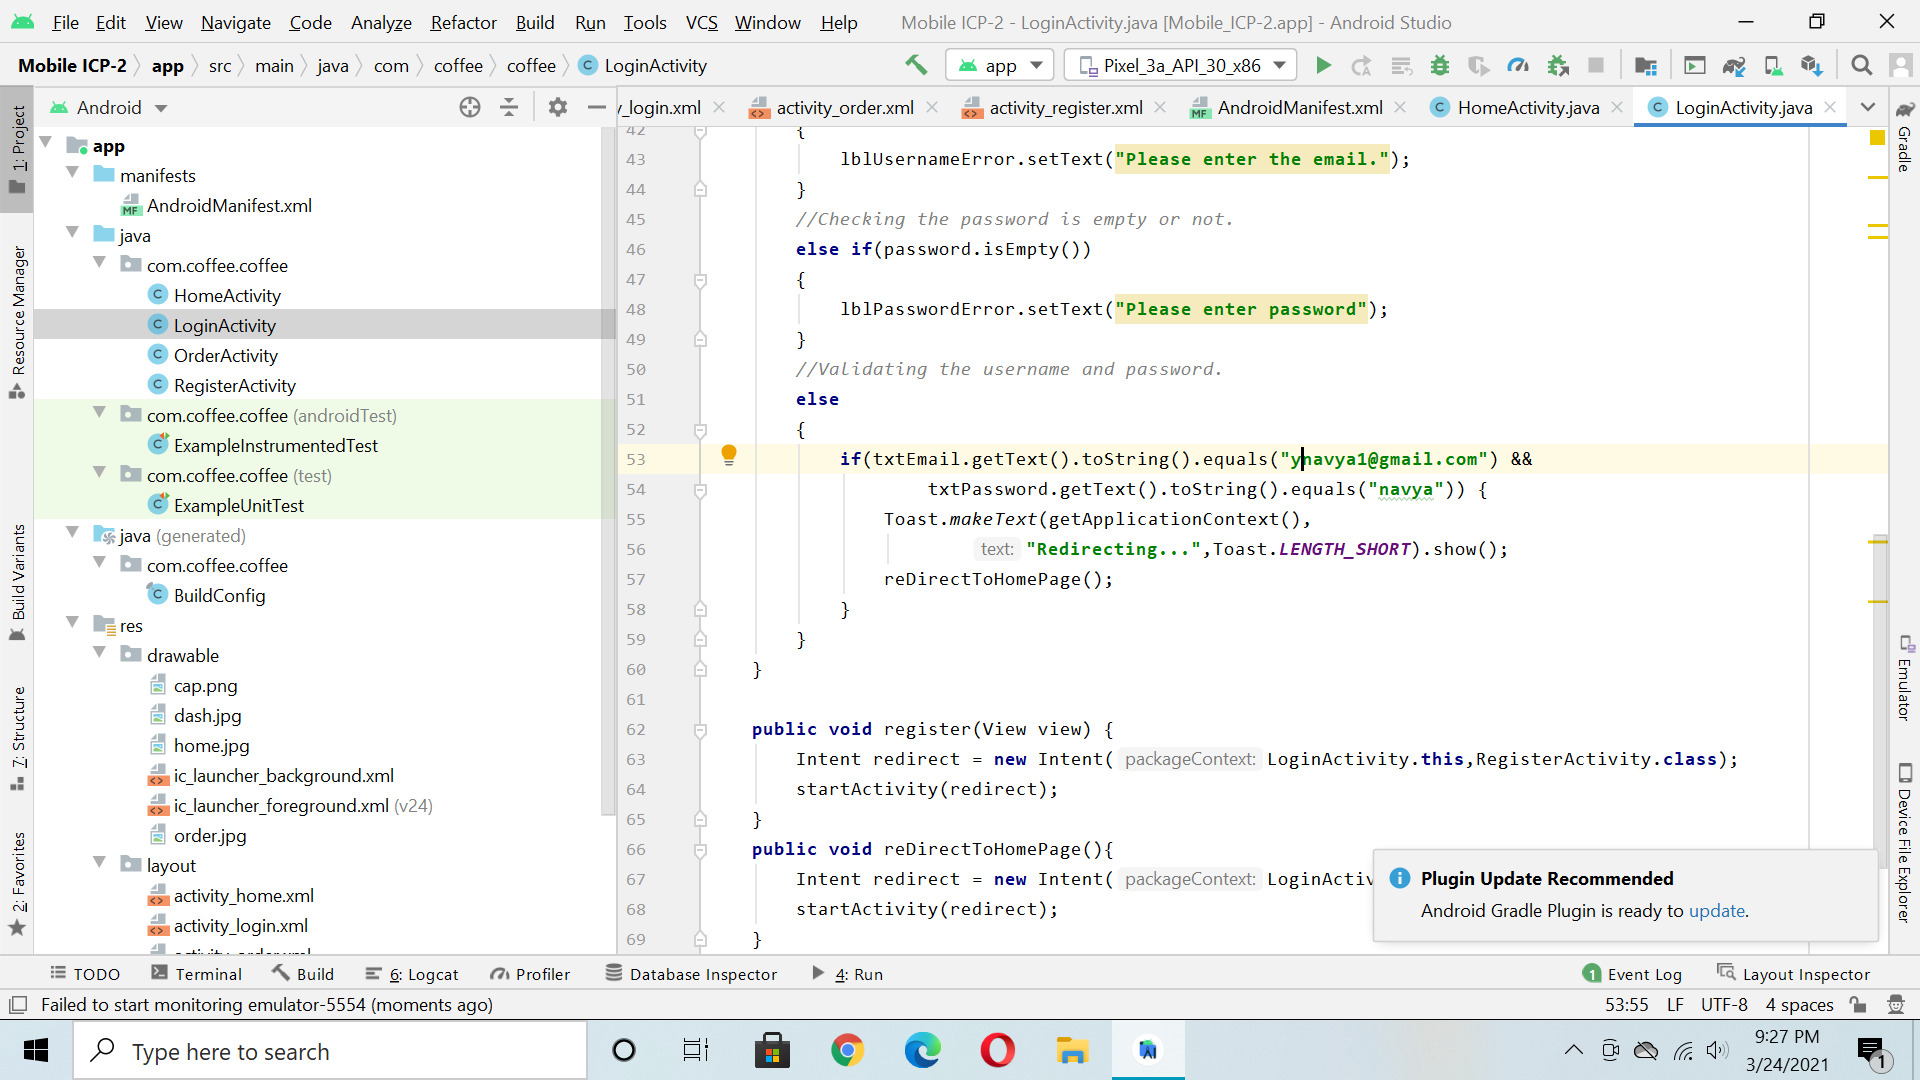 File Edit View Navigate Code Analyze Refactor Build Run Tools VCS Window Help Mobile ICP-2 - LoginActivity.java [Mobile_ICP-2.app] - Android Studio
Mobile ICP-2 app src main java com coffee coffee LoginActivity app Pixel_3a_API_30_x86
Android
y_login.xml activity_order.xml activity_register.xml AndroidManifest.xml HomeActivity.java LoginActivity.java
1: Project
Resource Manager
Build Variants
7: Structure
2: Favorites
app
manifests
AndroidManifest.xml
java
com.coffee.coffee
HomeActivity
LoginActivity
OrderActivity
RegisterActivity
com.coffee.coffee (androidTest)
ExampleInstrumentedTest
com.coffee.coffee (test)
ExampleUnitTest
java (generated)
com.coffee.coffee
BuildConfig
res
drawable
cap.png
dash.jpg
home.jpg
ic_launcher_background.xml
ic_launcher_foreground.xml (v24)
order.jpg
layout
activity_home.xml
activity_login.xml
42 {
43 lblUsernameError.setText("Please enter the email.");
44 }
45 //Checking the password is empty or not.
46 else if(password.isEmpty())
47 {
48 lblPasswordError.setText("Please enter password");
49 }
50 //Validating the username and password.
51 else
52 {
53 if(txtEmail.getText().toString().equals("ynavya1@gmail.com") &&
54 txtPassword.getText().toString().equals("navya")) {
55 Toast.makeText(getApplicationContext(),
56 text: "Redirecting...",Toast.LENGTH_SHORT).show();
57 reDirectToHomePage();
58 }
59 }
60 }
61
62 public void register(View view) {
63 Intent redirect = new Intent( packageContext: LoginActivity.this,RegisterActivity.class);
64 startActivity(redirect);
65 }
66 public void reDirectToHomePage(){
67 Intent redirect = new Intent( packageContext: LoginActiv
68 startActivity(redirect);
69 }
Plugin Update Recommended
Android Gradle Plugin is ready to update.
Gradle
Emulator
Device File Explorer
TODO Terminal Build 6: Logcat Profiler Database Inspector 4: Run 1 Event Log Layout Inspector
Failed to start monitoring emulator-5554 (moments ago) 53:55 LF UTF-8 4 spaces
Type here to search
9:27 PM
3/24/2021
1